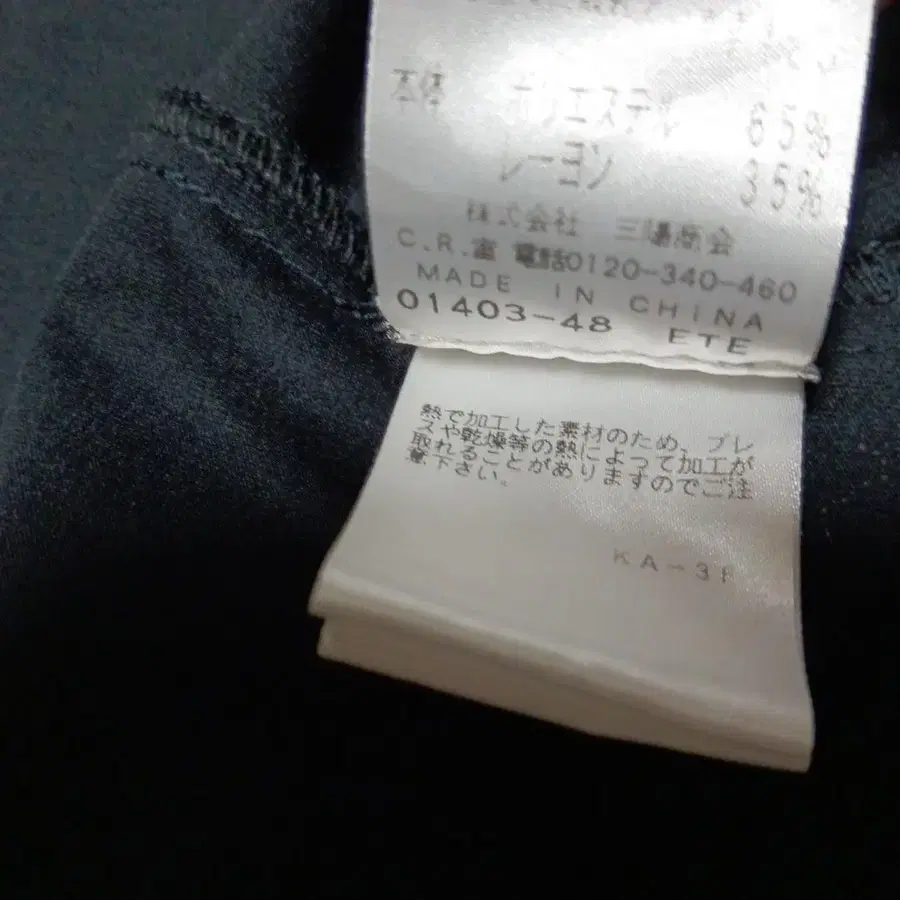 本体 ポリエステル 65%
レーヨン 35%
株式会社 三陽商会
C.R.室 電話0120-340-460
MADE IN CHINA
01403-48 ETE
熱で加工した素材のため、プレ
スや乾燥等の熱によって加工が
取れることがありますのでご注
意下さい。
KA-3F